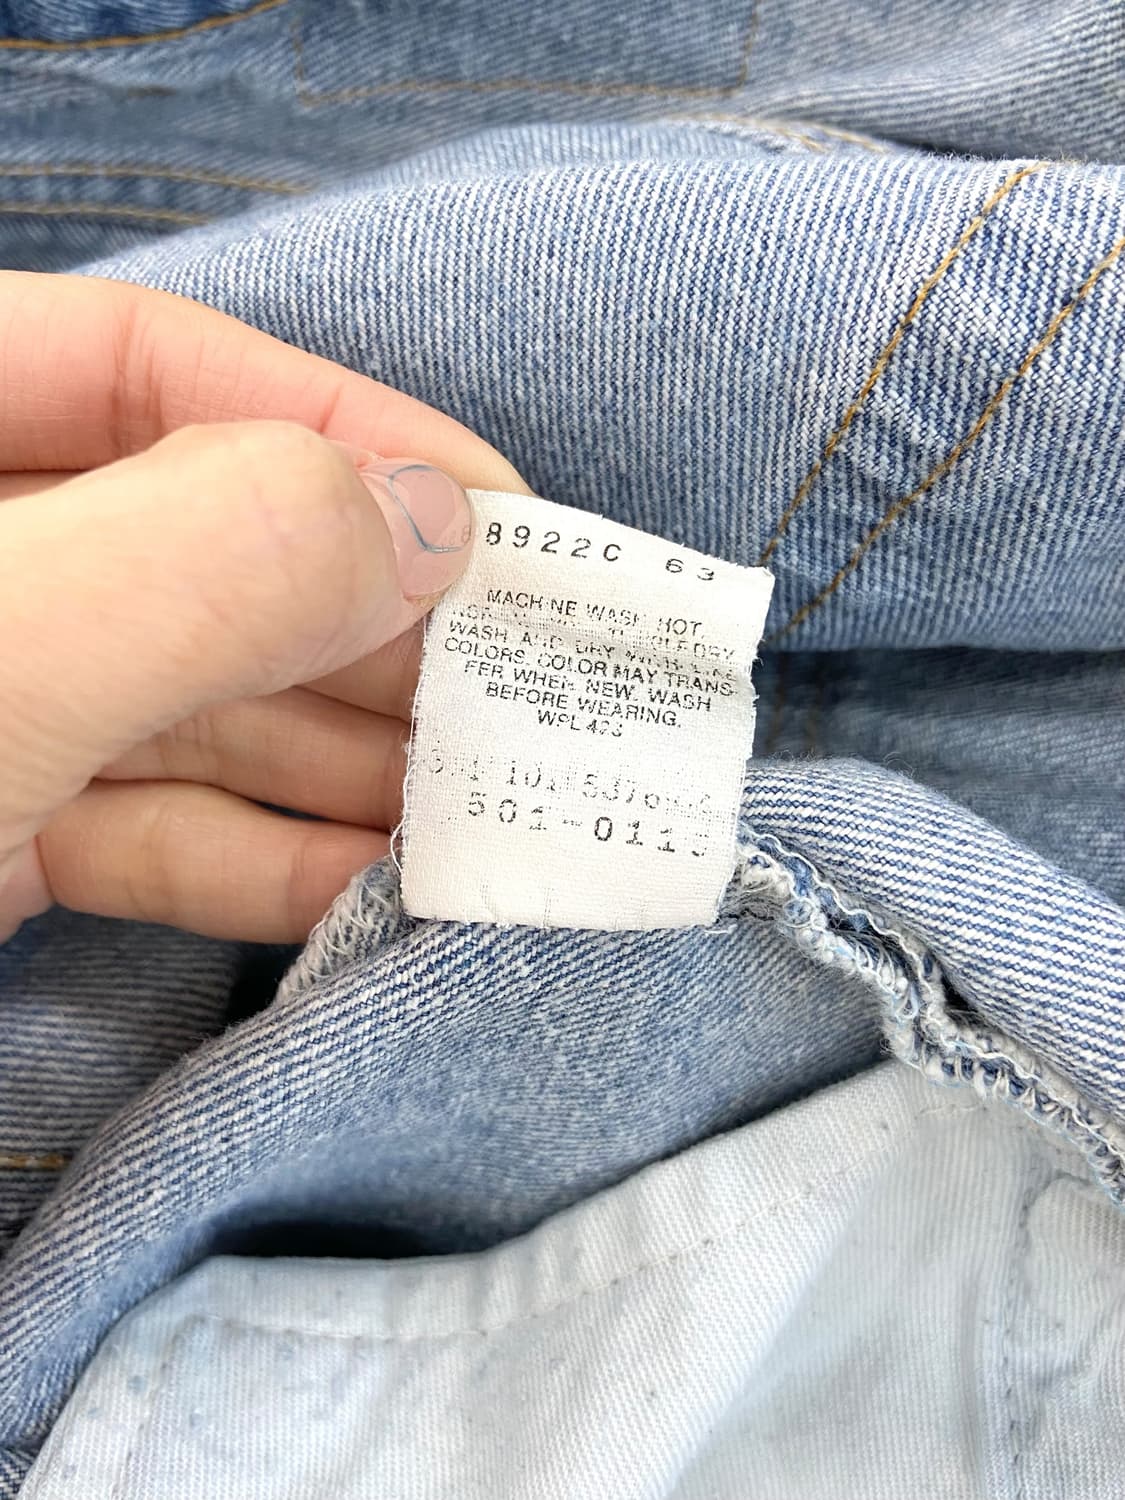 8922C 63
MACHINE WASH HOT,
WASH AND DRY WITH LIKE
COLORS. COLOR MAY TRANS-
FER WHEN NEW. WASH
BEFORE WEARING.
WPL 423
501-0115